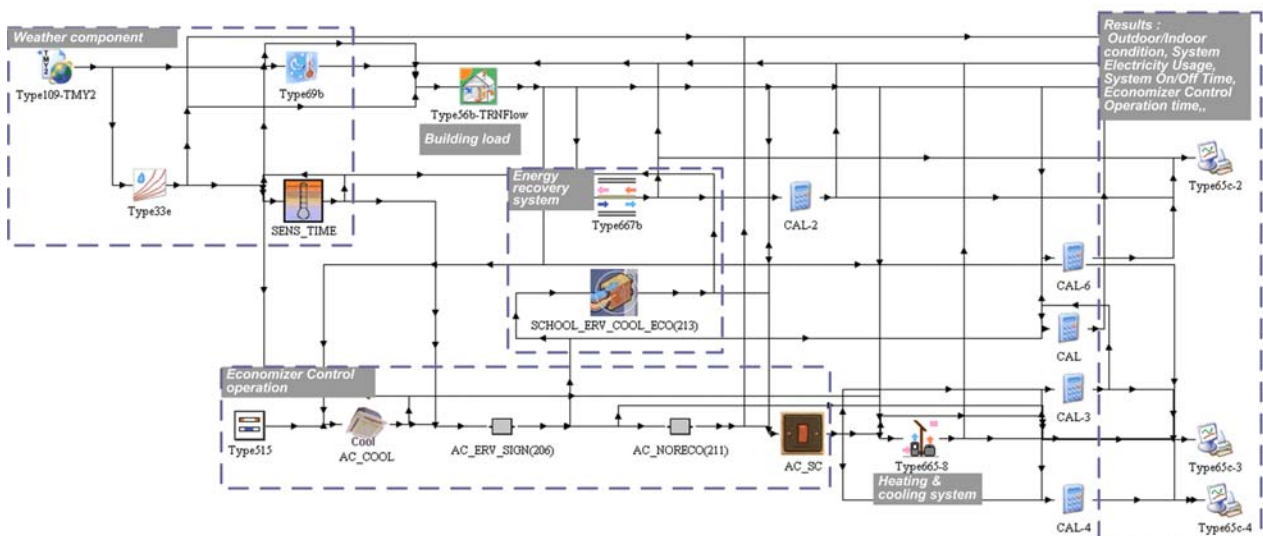 Weather component
TMY2
Type109-TMY2
Type69b
Type33e
SENS_TIME
Type56b-TRNFlow
Building load
Energy
recovery
system
Type667b
CAL-2
SCHOOL_ERV_COOL_ECO(213)
Results :
Outdoor/Indoor
condition, System
Electricity Usage,
System On/Off Time,
Economizer Control
Operation time,,
Type65c-2
CAL-6
CAL
CAL-3
Type65c-3
CAL-4
Type65c-4
Economizer Control
operation
Type515
Cool
AC_COOL
AC_ERV_SIGN(206)
AC_NORECO(211)
AC_SC
Type665-8
Heating &
cooling system